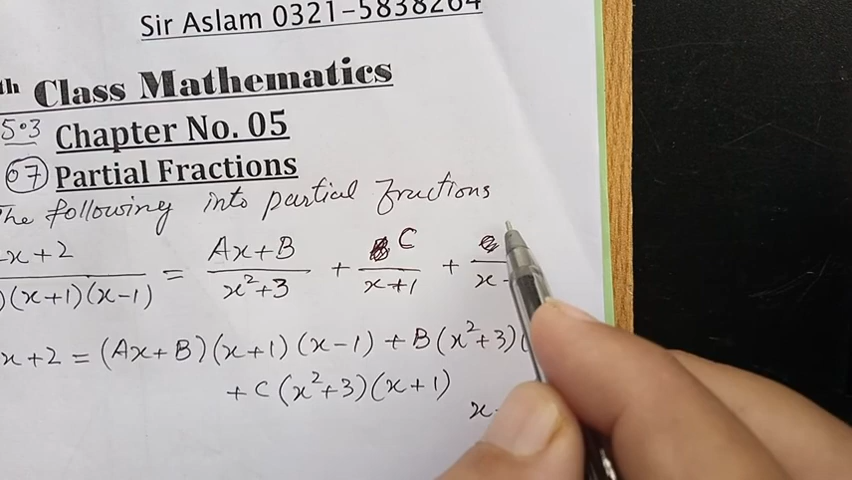 Sir Aslam 0321-5838264
th Class Mathematics
5.3 Chapter No. 05
07 Partial Fractions
The following into partial fractions
x+2 / )(x+1)(x-1) = Ax+B / x²+3 + C / x+1 + / x-
x+2 = (Ax+B)(x+1)(x-1) + B(x²+3)(
+ C(x²+3)(x+1)
x-